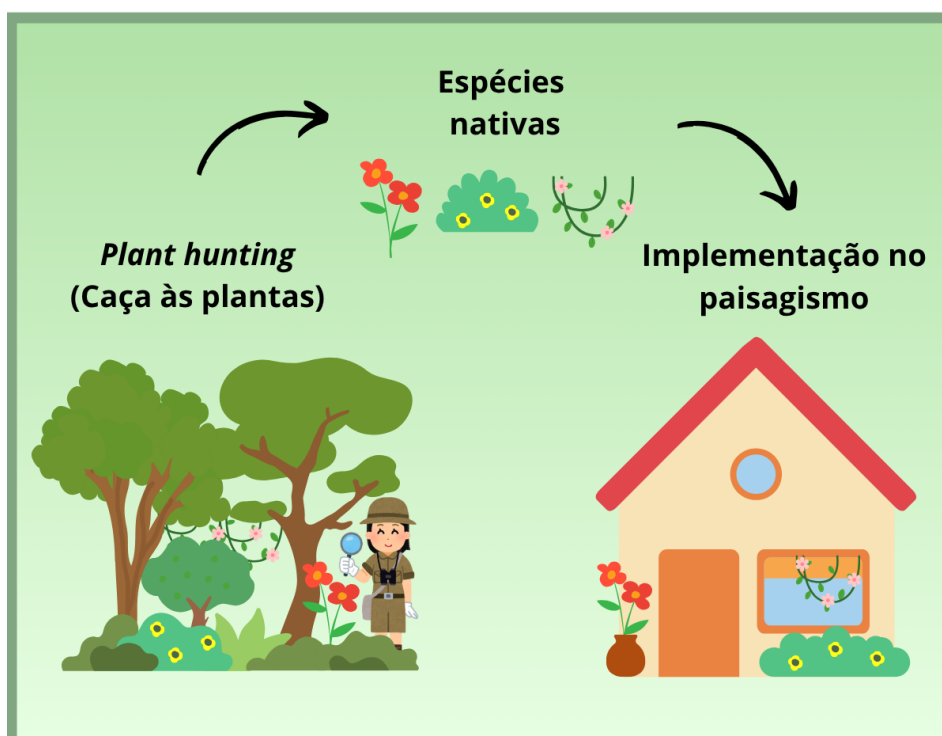 Plant hunting
(Caça às plantas)
Espécies
nativas
Implementação no
paisagismo